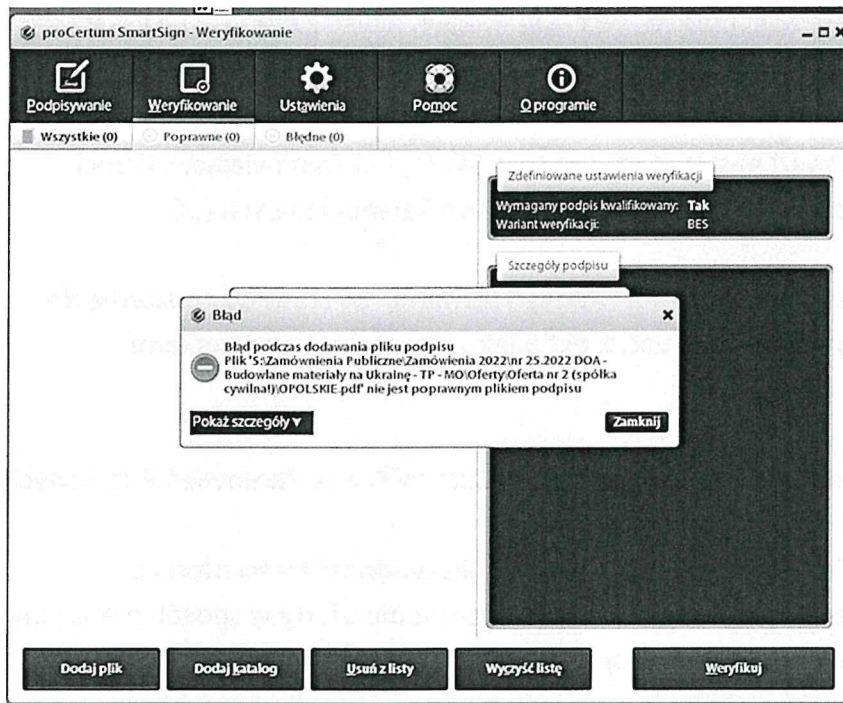 proCertum SmartSign - Weryfikowanie
Podpisywanie Weryfikowanie Ustawienia Pomoc O programie
Wszystkie (0) Poprawne (0) Błędne (0)
Zdefiniowane ustawienia weryfikacji
Wymagany podpis kwalifikowany: Tak
Wariant weryfikacji: BES
Szczegóły podpisu
Błąd
Błąd podczas dodawania pliku podpisu
Plik 'S:\Zamównienia Publiczne\Zamówienia 2022\nr 25.2022 DOA -
Budowlane materiały na Ukrainę - TP - MO\Oferty\Oferta nr 2 (spólka
cywilna!)\OPOLSKIE.pdf' nie jest poprawnym plikiem podpisu
Pokaż szczegóły Zamknij
Dodaj plik Dodaj katalog Usuń z listy Wyczyść listę Weryfikuj